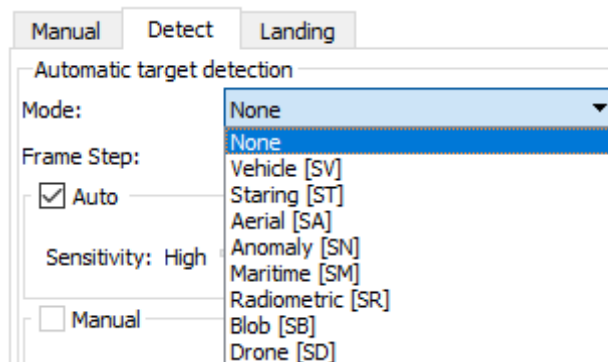 Manual Detect Landing
Automatic target detection
Mode: None
None
Frame Step:
Vehicle [SV]
Auto
Staring [ST]
Aerial [SA]
Sensitivity: High
Anomaly [SN]
Maritime [SM]
Radiometric [SR]
Manual
Blob [SB]
Drone [SD]